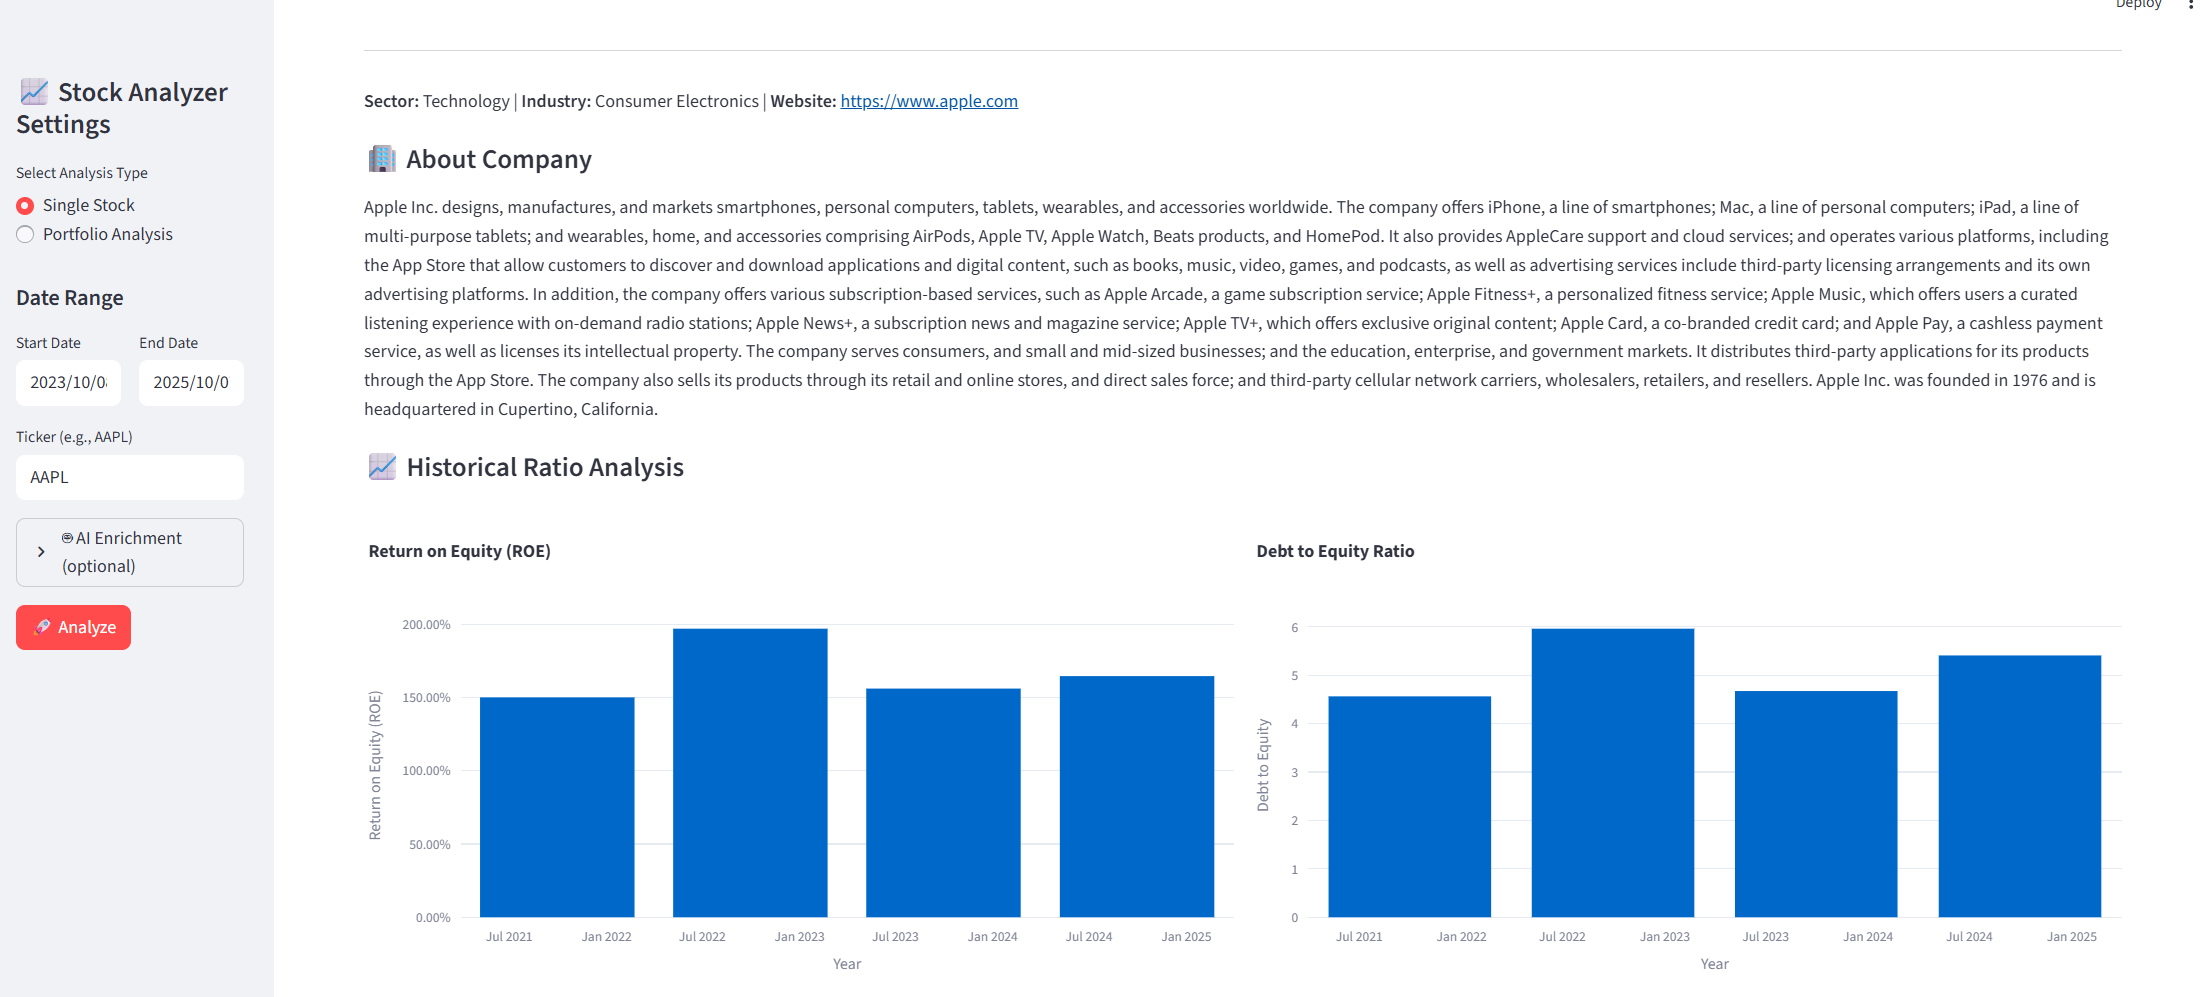 Deploy
Stock Analyzer
Settings
Select Analysis Type
Single Stock
Portfolio Analysis
Date Range
Start Date
End Date
2023/10/0
2025/10/0
Ticker (e.g., AAPL)
AAPL
AI Enrichment
(optional)
Analyze
Sector: Technology | Industry: Consumer Electronics | Website: https://www.apple.com
About Company
Apple Inc. designs, manufactures, and markets smartphones, personal computers, tablets, wearables, and accessories worldwide. The company offers iPhone, a line of smartphones; Mac, a line of personal computers; iPad, a line of
multi-purpose tablets; and wearables, home, and accessories comprising AirPods, Apple TV, Apple Watch, Beats products, and HomePod. It also provides AppleCare support and cloud services; and operates various platforms, including
the App Store that allow customers to discover and download applications and digital content, such as books, music, video, games, and podcasts, as well as advertising services include third-party licensing arrangements and its own
advertising platforms. In addition, the company offers various subscription-based services, such as Apple Arcade, a game subscription service; Apple Fitness+, a personalized fitness service; Apple Music, which offers users a curated
listening experience with on-demand radio stations; Apple News+, a subscription news and magazine service; Apple TV+, which offers exclusive original content; Apple Card, a co-branded credit card; and Apple Pay, a cashless payment
service, as well as licenses its intellectual property. The company serves consumers, and small and mid-sized businesses; and the education, enterprise, and government markets. It distributes third-party applications for its products
through the App Store. The company also sells its products through its retail and online stores, and direct sales force; and third-party cellular network carriers, wholesalers, retailers, and resellers. Apple Inc. was founded in 1976 and is
headquartered in Cupertino, California.
Historical Ratio Analysis
Return on Equity (ROE)
200.00%
150.00%
100.00%
50.00%
0.00%
Return on Equity (ROE)
Jul 2021 Jan 2022 Jul 2022 Jan 2023 Jul 2023 Jan 2024 Jul 2024 Jan 2025
Year
Debt to Equity Ratio
6
5
4
3
2
1
0
Debt to Equity
Jul 2021 Jan 2022 Jul 2022 Jan 2023 Jul 2023 Jan 2024 Jul 2024 Jan 2025
Year